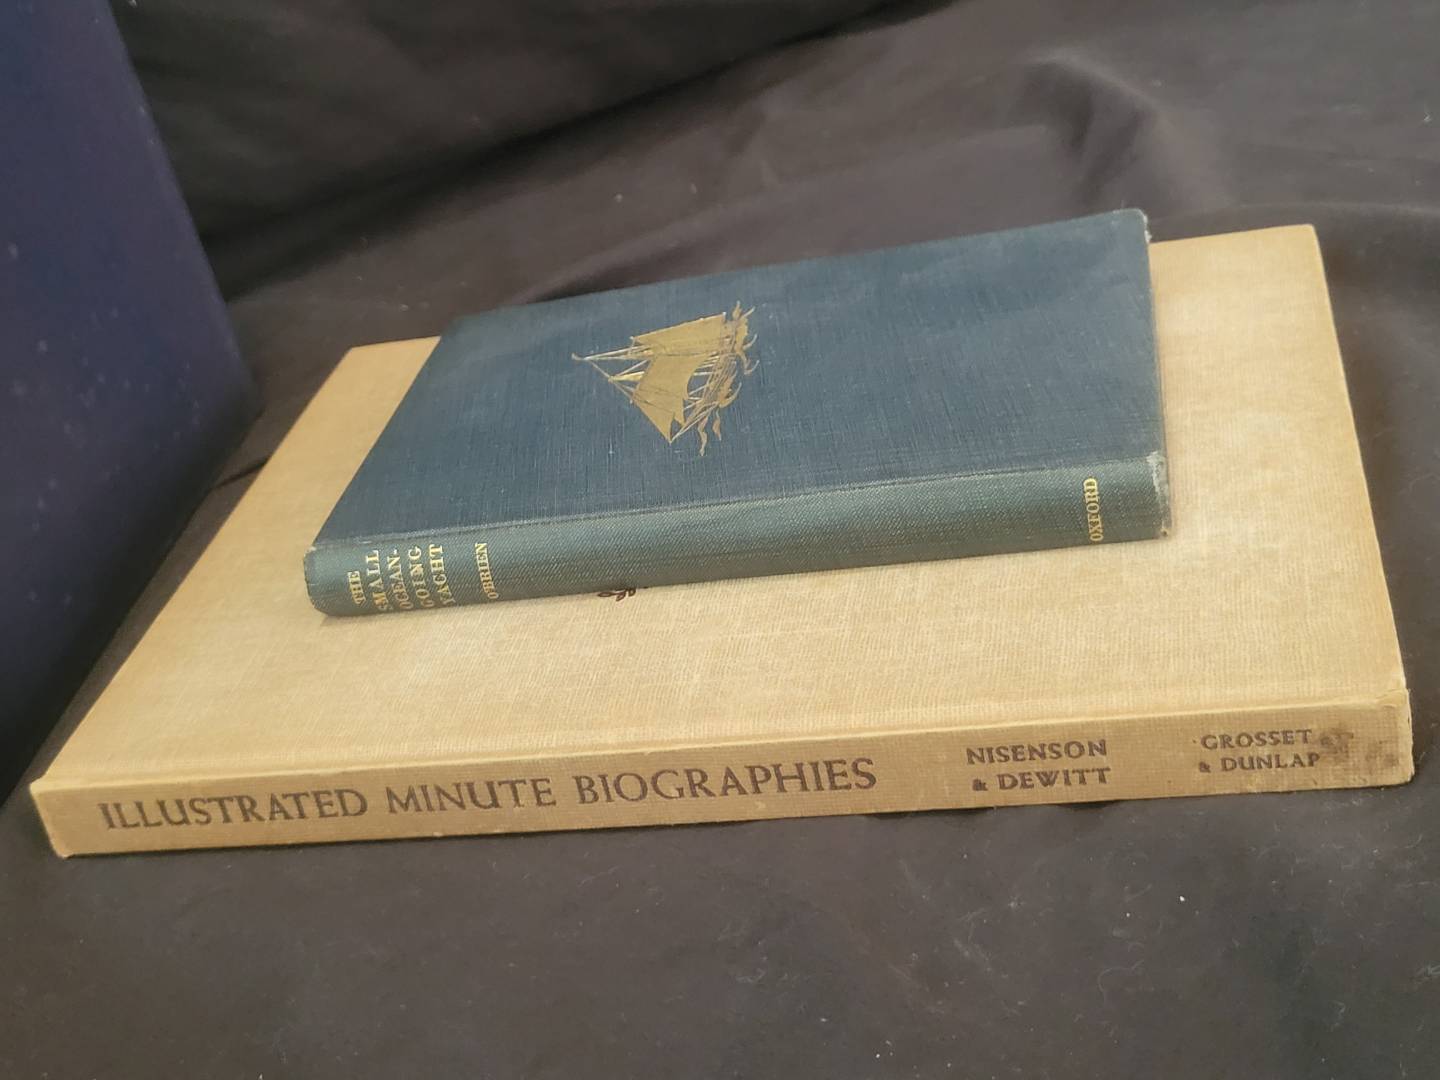 THE
SMALL
OCEAN-
GOING
YACHT
O'BRIEN
OXFORD
ILLUSTRATED MINUTE BIOGRAPHIES
NISENSON
& DEWITT
GROSSET
& DUNLAP